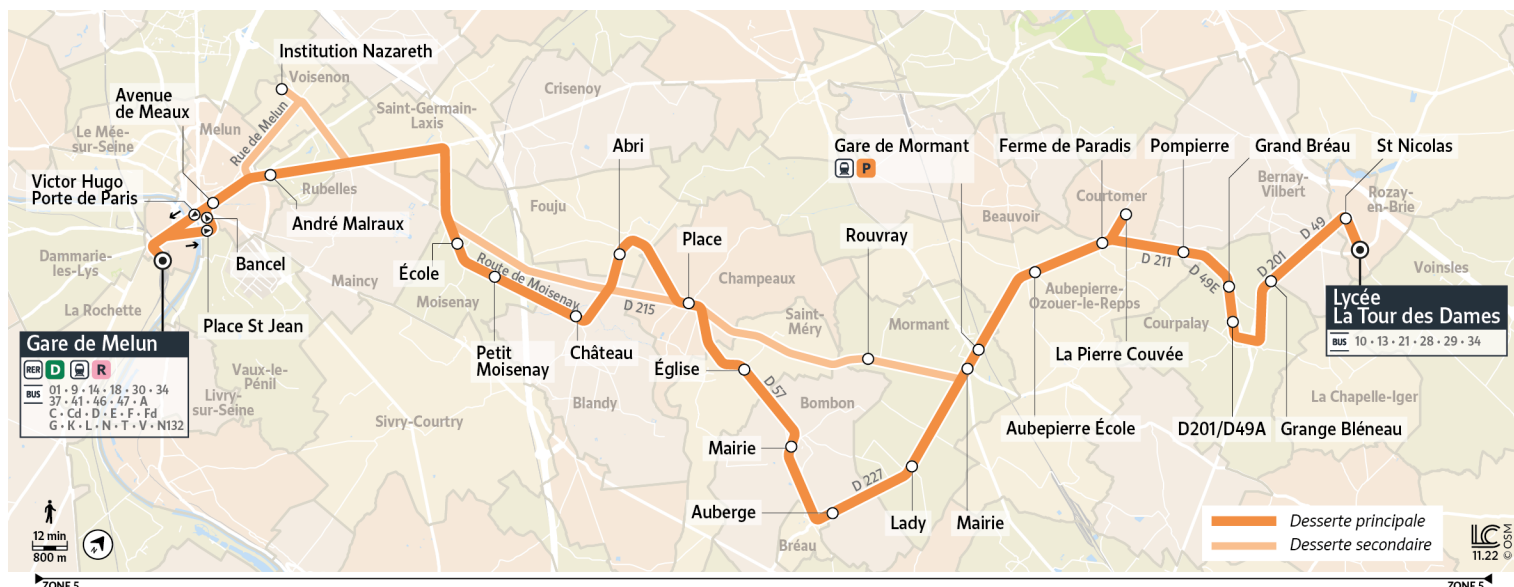 Institution Nazareth
Voisenon
Avenue
de Meaux
Crisenoy
Saint-Germain-
Laxis
Le Mée-
sur-Seine
Melun
Rue de Melun
Abri
Gare de Mormant
P
Ferme de Paradis
Pompierre
Grand Bréau
St Nicolas
Victor Hugo
Porte de Paris
Rubelles
Bernay-
Vilbert
Rozay-
en-Brie
Courtomer
Fouju
Beauvoir
André Malraux
Place
Rouvray
D 49
Dammarie-
les-Lys
Bancel
École
Route de Moisenay
D 211
D 49E
D 201
Voinsles
Maincy
Moisenay
Champeaux
Aubepierre-
Ozouer-le-Repos
La Rochette
D 215
Lycée
La Tour des Dames
BUS 10 • 13 • 21 • 28 • 29 • 34
Place St Jean
Saint-
Méry
Mormant
Courpalay
Gare de Melun
RER D R
BUS
01 • 9 • 14 • 18 • 30 • 34
37 • 41 • 46 • 47 • A
C • Cd • D • E • F • Fd
G • K • L • N • T • V • N132
Petit
Moisenay
Château
Église
La Pierre Couvée
Vaux-le-
Pénil
Livry-
sur-Seine
D 57
Blandy
Bombon
La Chapelle-Iger
Sivry-Courtry
Aubepierre École
D201/D49A
Grange Bléneau
Mairie
D 227
Auberge
Lady
Mairie
Bréau
12 min
800 m
N
Desserte principale
Desserte secondaire
LC
11.22
© OSM
ZONE 5
ZONE 5